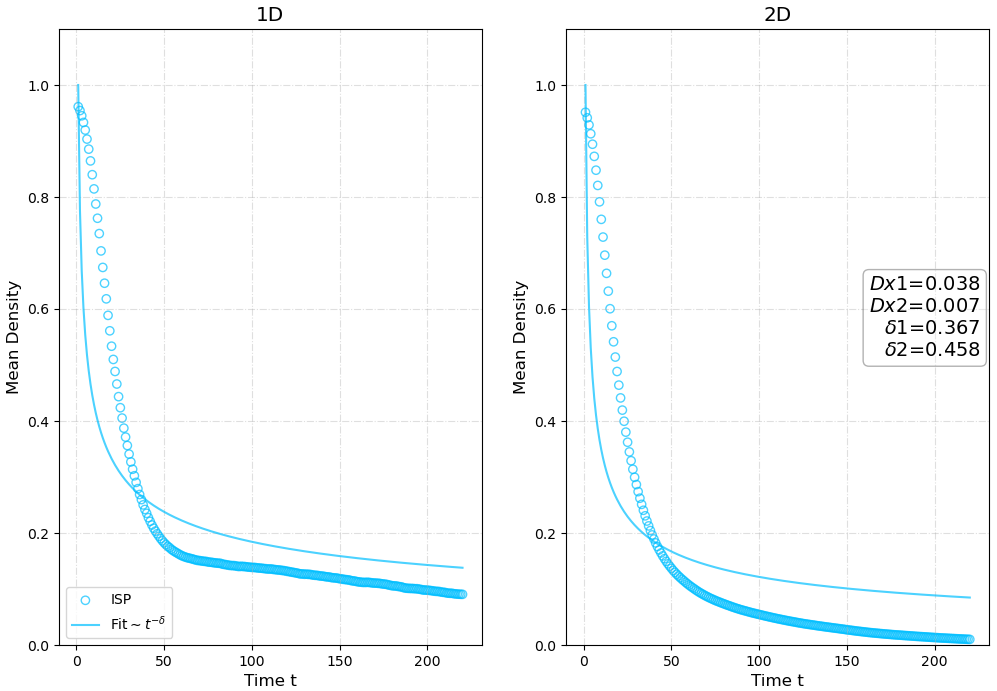 1D
Mean Density
1.0
0.8
0.6
0.4
0.2
0.0
ISP
Fit ~ t^{-δ}
0
50
100
150
200
Time t
2D
Mean Density
1.0
0.8
0.6
0.4
0.2
0.0
Dx1=0.038
Dx2=0.007
δ1=0.367
δ2=0.458
0
50
100
150
200
Time t